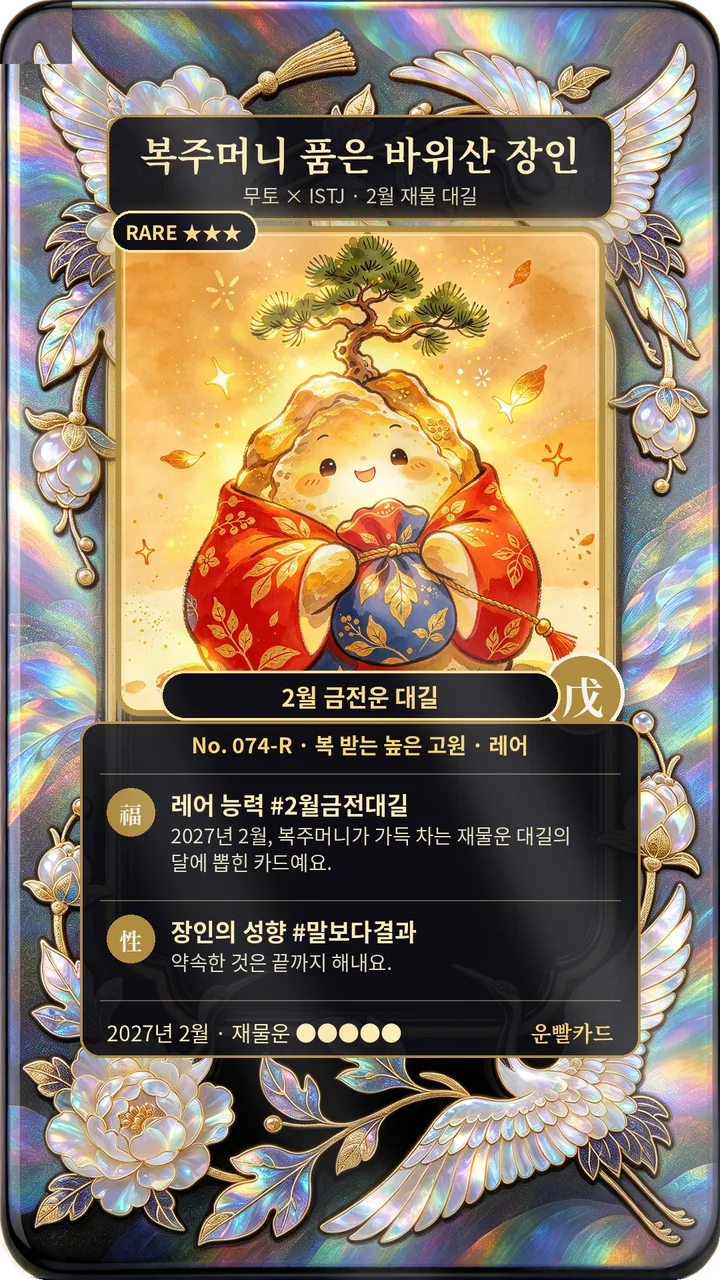 복주머니 품은 바위산 장인
무토 × ISTJ · 2월 재물 대길
RARE ★★★
2월 금전운 대길
戊
No. 074-R · 복 받는 높은 고원 · 레어
福
레어 능력 #2월금전대길
2027년 2월, 복주머니가 가득 차는 재물운 대길의
달에 뽑힌 카드예요.
性
장인의 성향 #말보다결과
약속한 것은 끝까지 해내요.
2027년 2월 · 재물운 ●●●●●
운빨카드